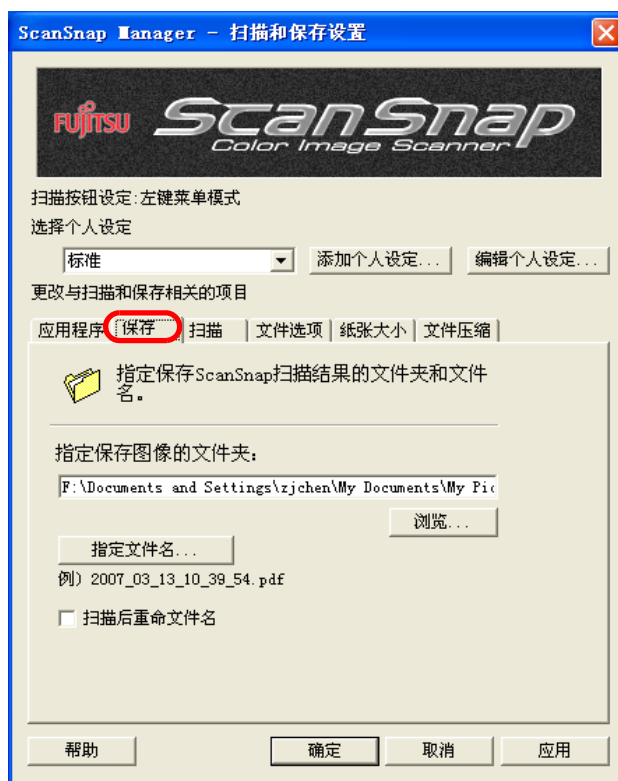 ScanSnap Manager - 扫描和保存设置
FUJITSU ScanSnap
Color Image Scanner
扫描按钮设定:左键菜单模式
选择个人设定
标准 添加个人设定... 编辑个人设定...
更改与扫描和保存相关的项目
应用程序 保存 扫描 文件选项 纸张大小 文件压缩
指定保存ScanSnap扫描结果的文件夹和文件
名。
指定保存图像的文件夹：
F:\Documents and Settings\zjchen\My Documents\My Pic
浏览...
指定文件名...
例）2007_03_13_10_39_54.pdf
扫描后重命文件名
帮助 确定 取消 应用